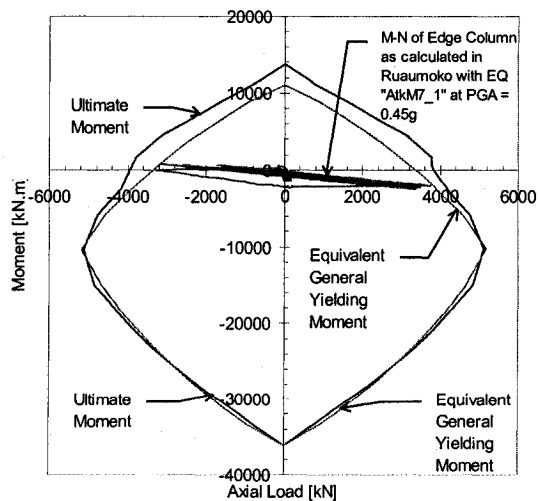 20000
M-N of Edge Column
as calculated in
Ruaumoko with EQ
"AtkM7_1" at PGA =
0.45g
Ultimate
Moment
10000
0
-6000
-4000
-2000
0
2000
4000
6000
Moment [kN.m]
-10000
Equivalent
General
Yielding
Moment
-20000
-30000
Ultimate
Moment
Equivalent
General
Yielding
Moment
-40000
Axial Load [kN]